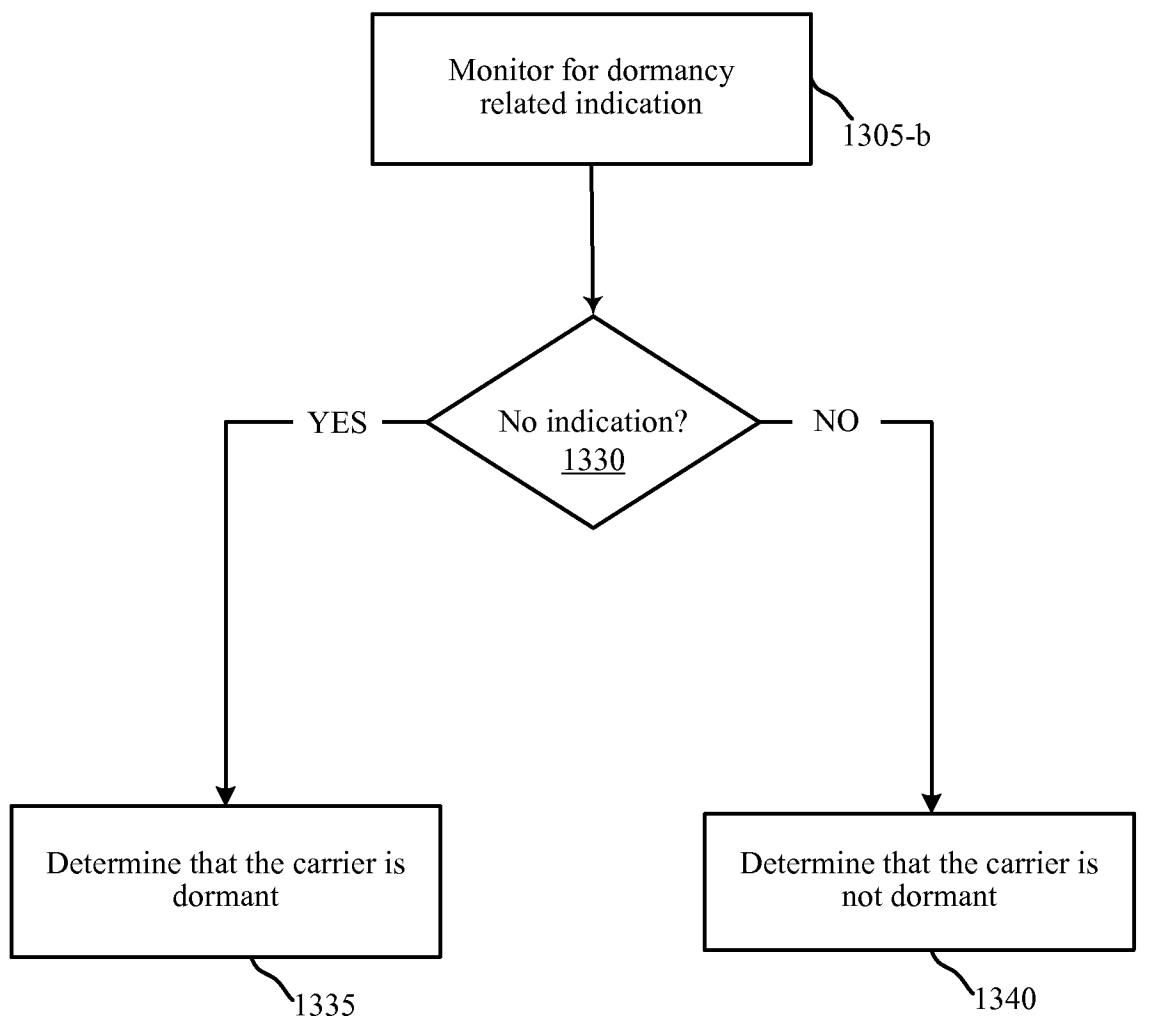 Monitor for dormancy
related indication
1305-b
YES
No indication?
NO
1330
Determine that the carrier is
dormant
Determine that the carrier is
not dormant
1335
1340